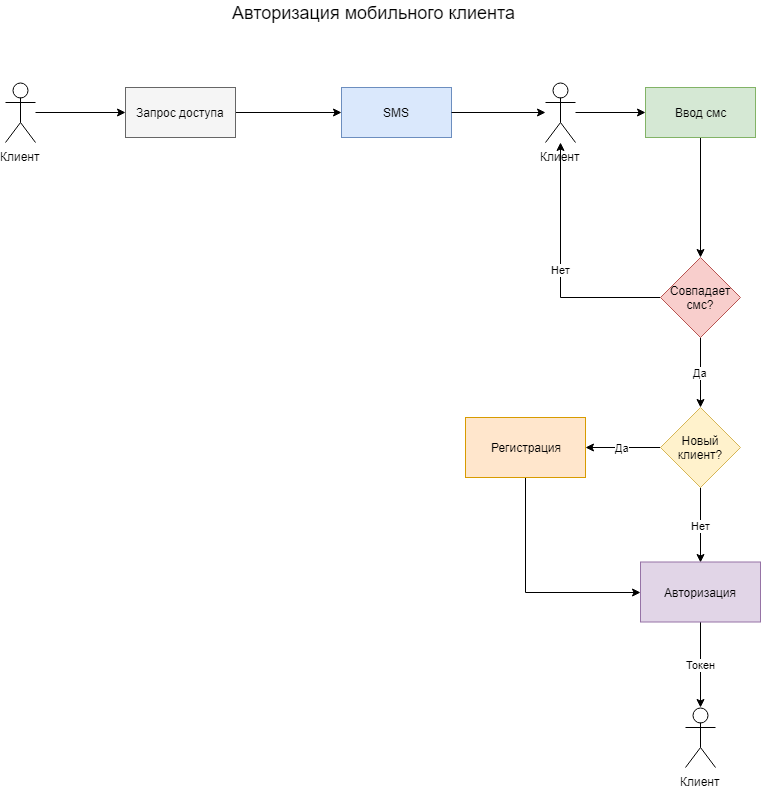 Авторизация мобильного клиента
Клиент
Запрос доступа
SMS
Клиент
Ввод смс
Нет
Совпадает
смс?
Да
Регистрация
Да
Новый
клиент?
Нет
Авторизация
Токен
Клиент